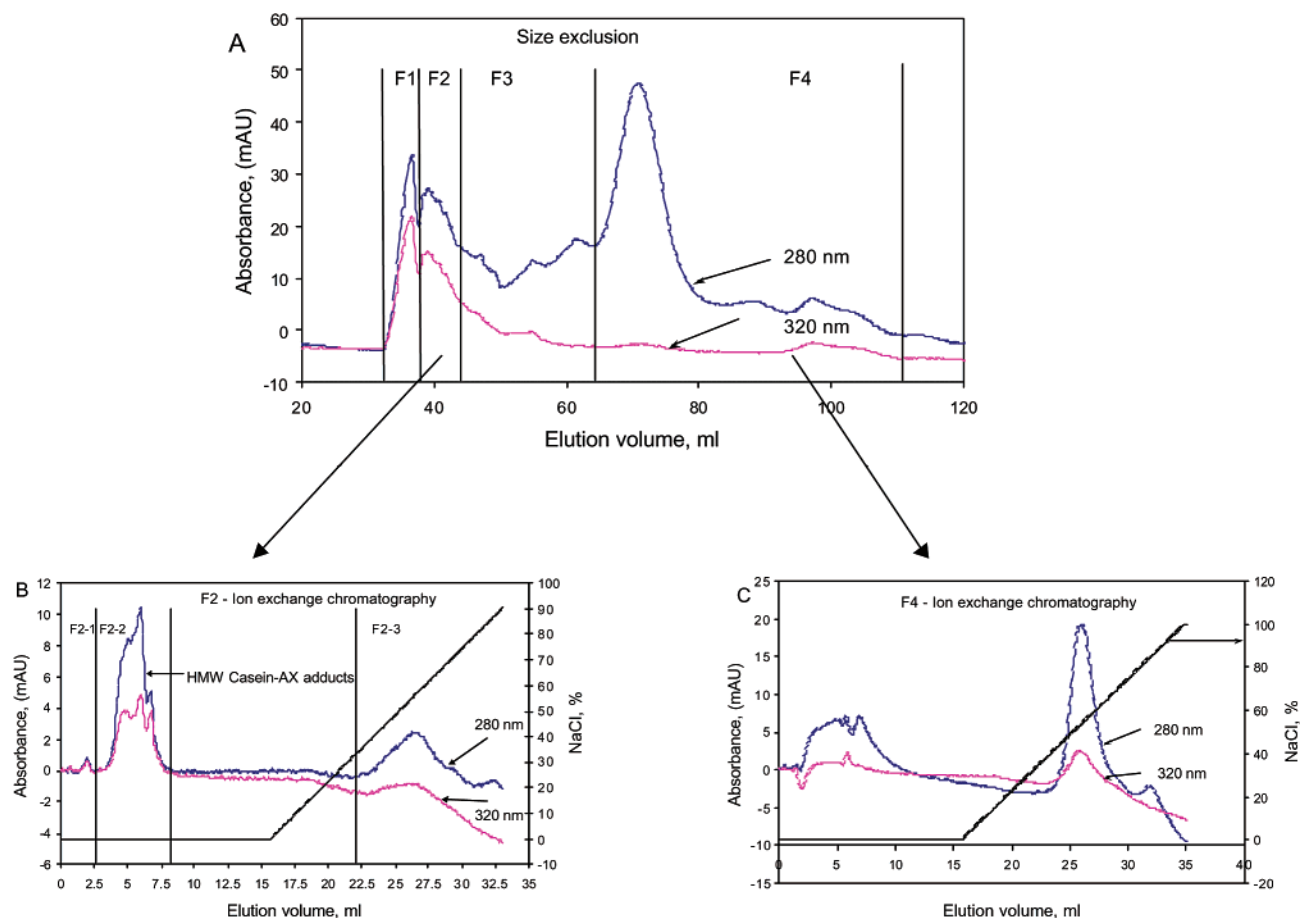 A
Size exclusion
F1 F2 F3 F4
60
50
40
30
20
10
0
-10
Absorbance, (mAU)
280 nm
320 nm
20 40 60 80 100 120
Elution volume, ml
B
F2 - Ion exchange chromatography
F2-1 F2-2 F2-3
HMW Casein-AX adducts
12
10
8
6
4
2
0
-2
-4
-6
Absorbance, (mAU)
280 nm
320 nm
100
90
80
70
60
50
40
30
20
10
0
-10
NaCl, %
0 2.5 5 7.5 10 12.5 15 17.5 20 22.5 25 27.5 30 32.5 35
Elution volume, ml
C
F4 - Ion exchange chromatography
25
20
15
10
5
0
-5
-10
-15
Absorbance, (mAU)
280 nm
320 nm
120
100
80
60
40
20
0
-20
NaCl, %
0 5 10 15 20 25 30 35 40
Elution volume, ml